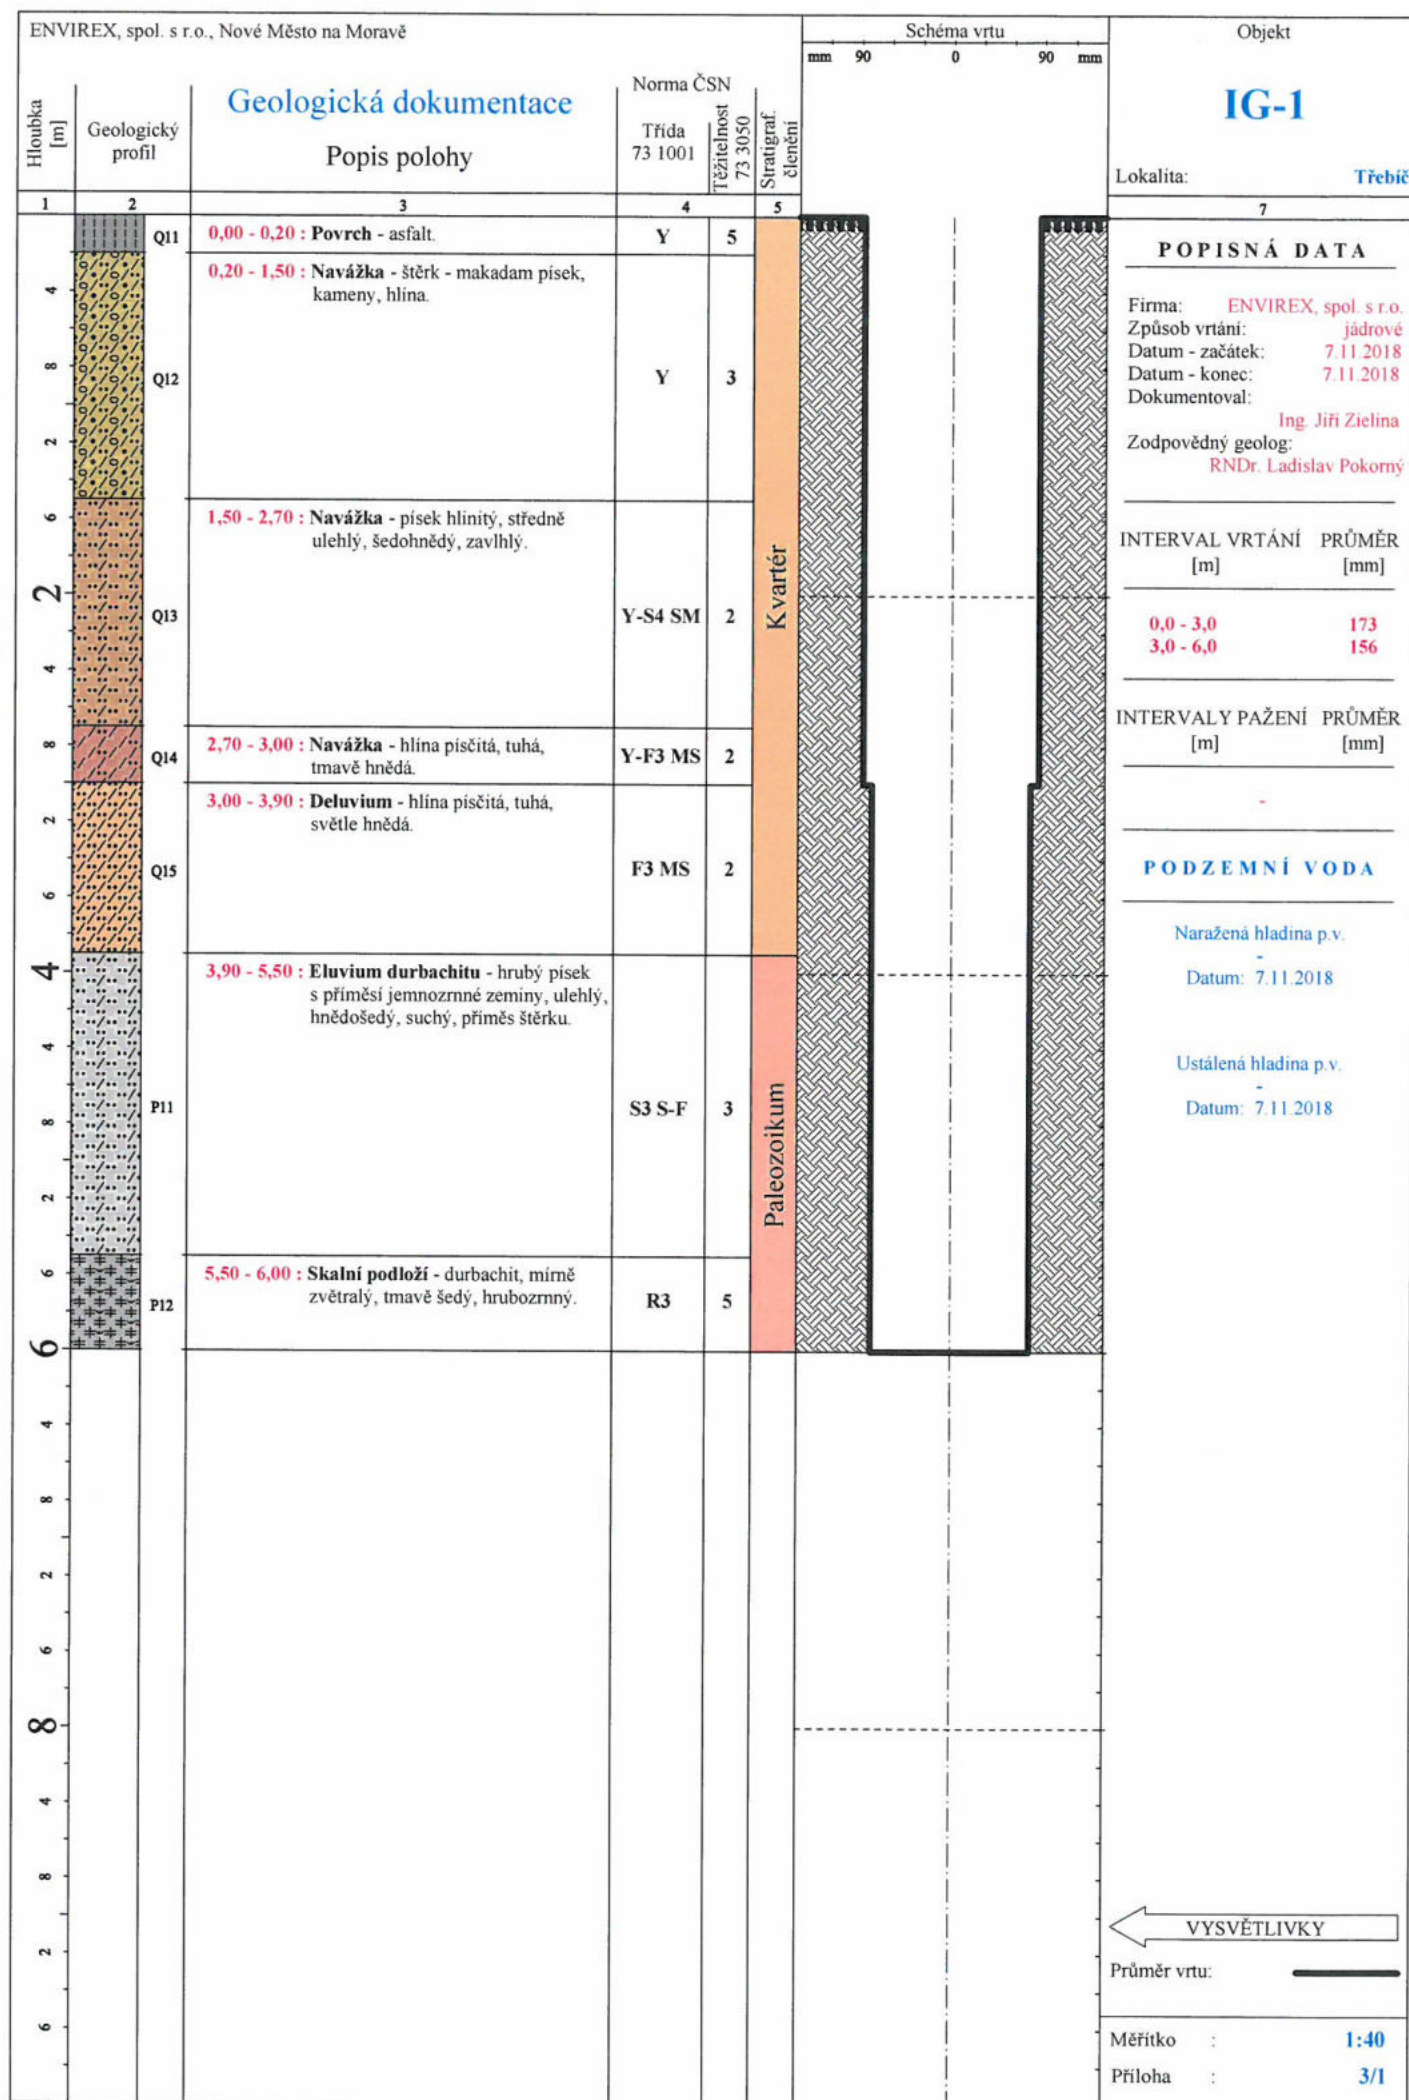 ENVIREX, spol. s r.o., Nové Město na Moravě
Schéma vrtu
mm 90 0 90 mm
Objekt
IG-1
Lokalita: Třebíč
Hloubka [m]
Geologický
profil
Geologická dokumentace
Popis polohy
Norma ČSN
Třída
73 1001
Těžitelnost
73 3050
Stratigraf.
členění
1 2 3 4 5 7
Q11 0,00 - 0,20 : Povrch - asfalt. Y 5
0,20 - 1,50 : Navážka - štěrk - makadam písek,
kameny, hlína.
Q12 Y 3
1,50 - 2,70 : Navážka - písek hlinitý, středně
ulehlý, šedohnědý, zavlhlý.
Q13 Y-S4 SM 2
2,70 - 3,00 : Navážka - hlína písčitá, tuhá,
tmavě hnědá.
Q14 Y-F3 MS 2
3,00 - 3,90 : Deluvium - hlína písčitá, tuhá,
světle hnědá.
Q15 F3 MS 2
3,90 - 5,50 : Eluvium durbachitu - hrubý písek
s příměsí jemnozrnné zeminy, ulehlý,
hnědošedý, suchý, příměs štěrku.
P11 S3 S-F 3
5,50 - 6,00 : Skalní podloží - durbachit, mírně
zvětralý, tmavě šedý, hrubozrnný.
P12 R3 5
Kvartér
Paleozoikum
4
8
2
6
2
4
8
2
6
4
4
8
2
6
6
4
8
2
6
8
4
8
2
6
POPISNÁ DATA
Firma: ENVIREX, spol. s r.o.
Způsob vrtání: jádrové
Datum - začátek: 7.11.2018
Datum - konec: 7.11.2018
Dokumentoval:
Ing. Jiří Zielina
Zodpovědný geolog:
RNDr. Ladislav Pokorný
INTERVAL VRTÁNÍ PRŮMĚR
[m] [mm]
0,0 - 3,0 173
3,0 - 6,0 156
INTERVALY PAŽENÍ PRŮMĚR
[m] [mm]
-
PODZEMNÍ VODA
Naražená hladina p.v.
-
Datum: 7.11.2018
Ustálená hladina p.v.
-
Datum: 7.11.2018
VYSVĚTLIVKY
Průměr vrtu:
Měřítko : 1:40
Příloha : 3/1